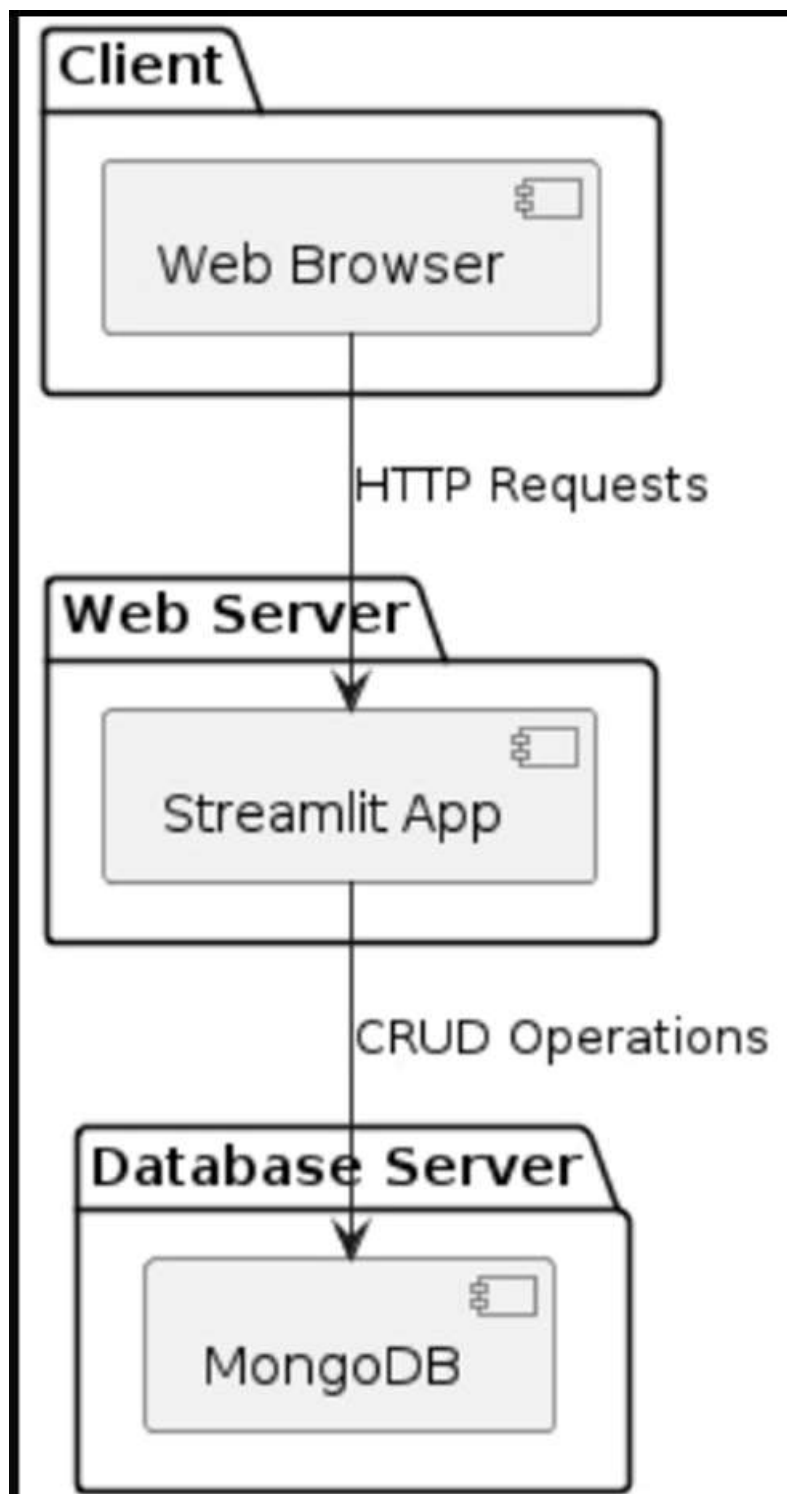 Client
Web Browser
HTTP Requests
Web Server
Streamlit App
CRUD Operations
Database Server
MongoDB